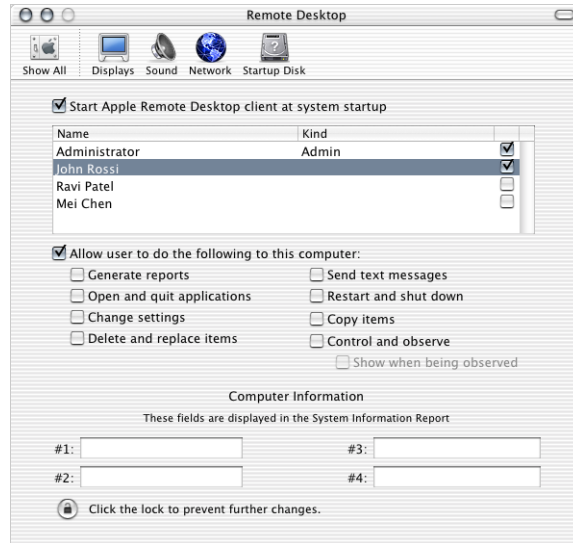 Remote Desktop
Show All Displays Sound Network Startup Disk
Start Apple Remote Desktop client at system startup
Name Kind
Administrator Admin
John Rossi
Ravi Patel
Mei Chen
Allow user to do the following to this computer:
Generate reports Send text messages
Open and quit applications Restart and shut down
Change settings Copy items
Delete and replace items Control and observe
Show when being observed
Computer Information
These fields are displayed in the System Information Report
#1: #3:
#2: #4:
Click the lock to prevent further changes.